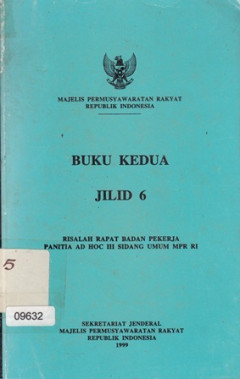 MAJELIS PERMUSYAWARATAN RAKYAT
REPUBLIK INDONESIA
BUKU KEDUA
JILID 6
RISALAH RAPAT BADAN PEKERJA
PANITIA AD HOC III SIDANG UMUM MPR RI
5
09632
SEKRETARIAT JENDERAL
MAJELIS PERMUSYAWARATAN RAKYAT
REPUBLIK INDONESIA
1999